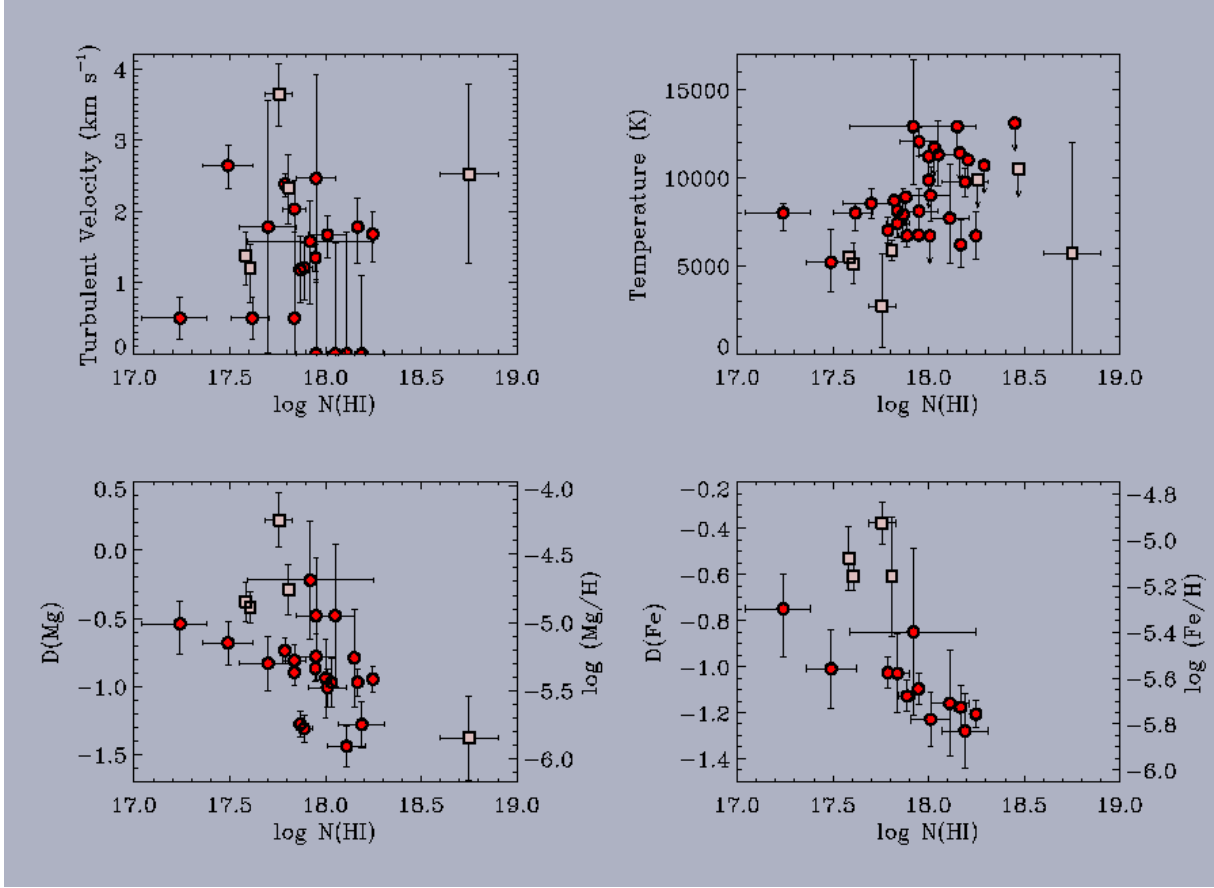 Turbulent Velocity (km s⁻¹)
4
3
2
1
0
17.0 17.5 18.0 18.5 19.0
log N(HI)
Temperature (K)
15000
10000
5000
0
17.0 17.5 18.0 18.5 19.0
log N(HI)
D(Mg)
0.5
0.0
−0.5
−1.0
−1.5
17.0 17.5 18.0 18.5 19.0
log N(HI)
−4.0
−4.5
−5.0
−5.5
−6.0
log (Mg/H)
D(Fe)
−0.2
−0.4
−0.6
−0.8
−1.0
−1.2
−1.4
17.0 17.5 18.0 18.5 19.0
log N(HI)
−4.8
−5.0
−5.2
−5.4
−5.6
−5.8
−6.0
log (Fe/H)